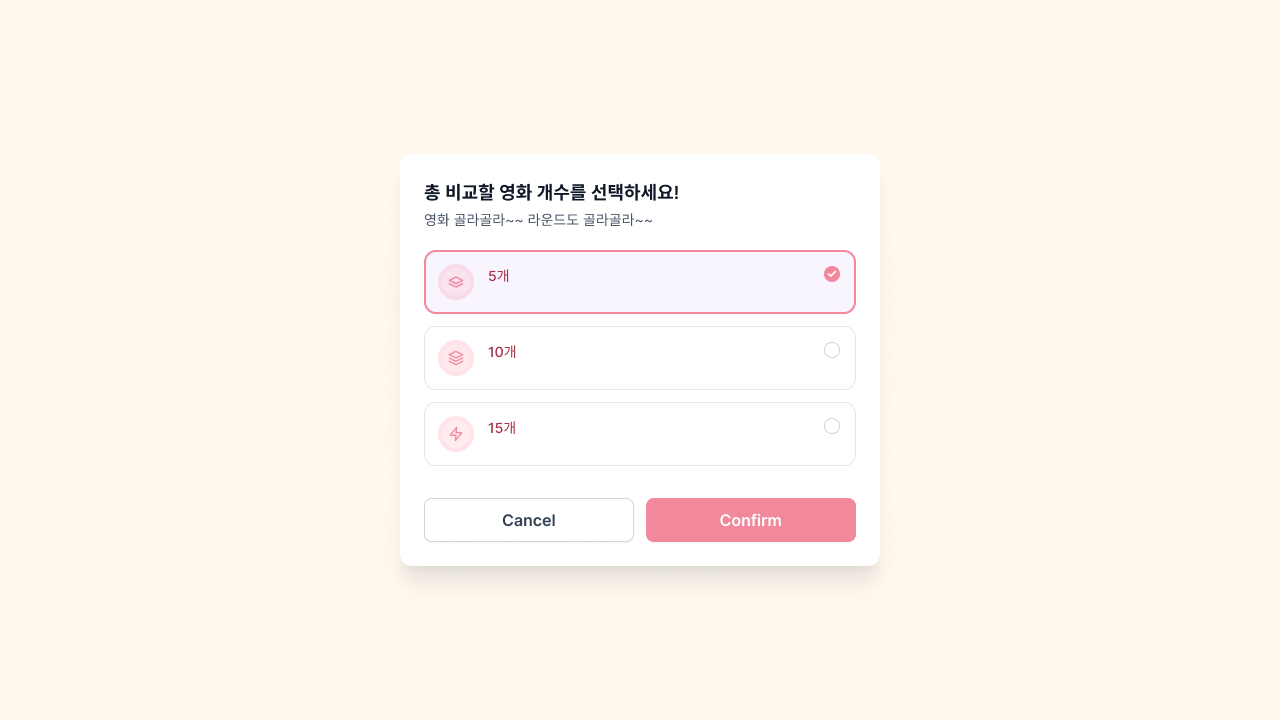 총 비교할 영화 개수를 선택하세요!
영화 골라골라~~ 라운드도 골라골라~~
5개
10개
15개
Cancel
Confirm